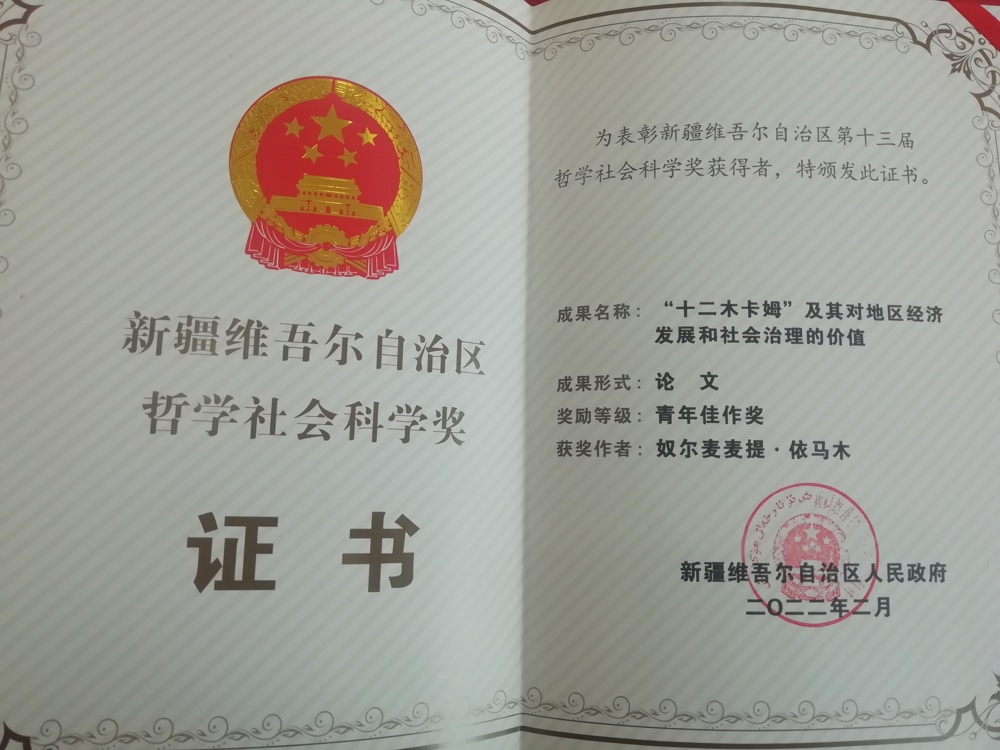 新疆维吾尔自治区
哲学社会科学奖
证 书
为表彰新疆维吾尔自治区第十三届
哲学社会科学奖获得者，特颁发此证书。
成果名称：“十二木卡姆”及其对地区经济
发展和社会治理的价值
成果形式：论 文
奖励等级：青年佳作奖
获奖作者：奴尔麦麦提·依马木
新疆维吾尔自治区人民政府
二〇二二年二月